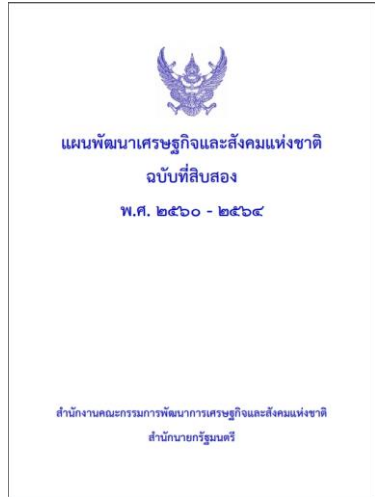 แผนพัฒนาเศรษฐกิจและสังคมแห่งชาติ
ฉบับที่สิบสอง
พ.ศ. ๒๕๖๐ - ๒๕๖๔
สำนักงานคณะกรรมการพัฒนาการเศรษฐกิจและสังคมแห่งชาติ
สำนักนายกรัฐมนตรี